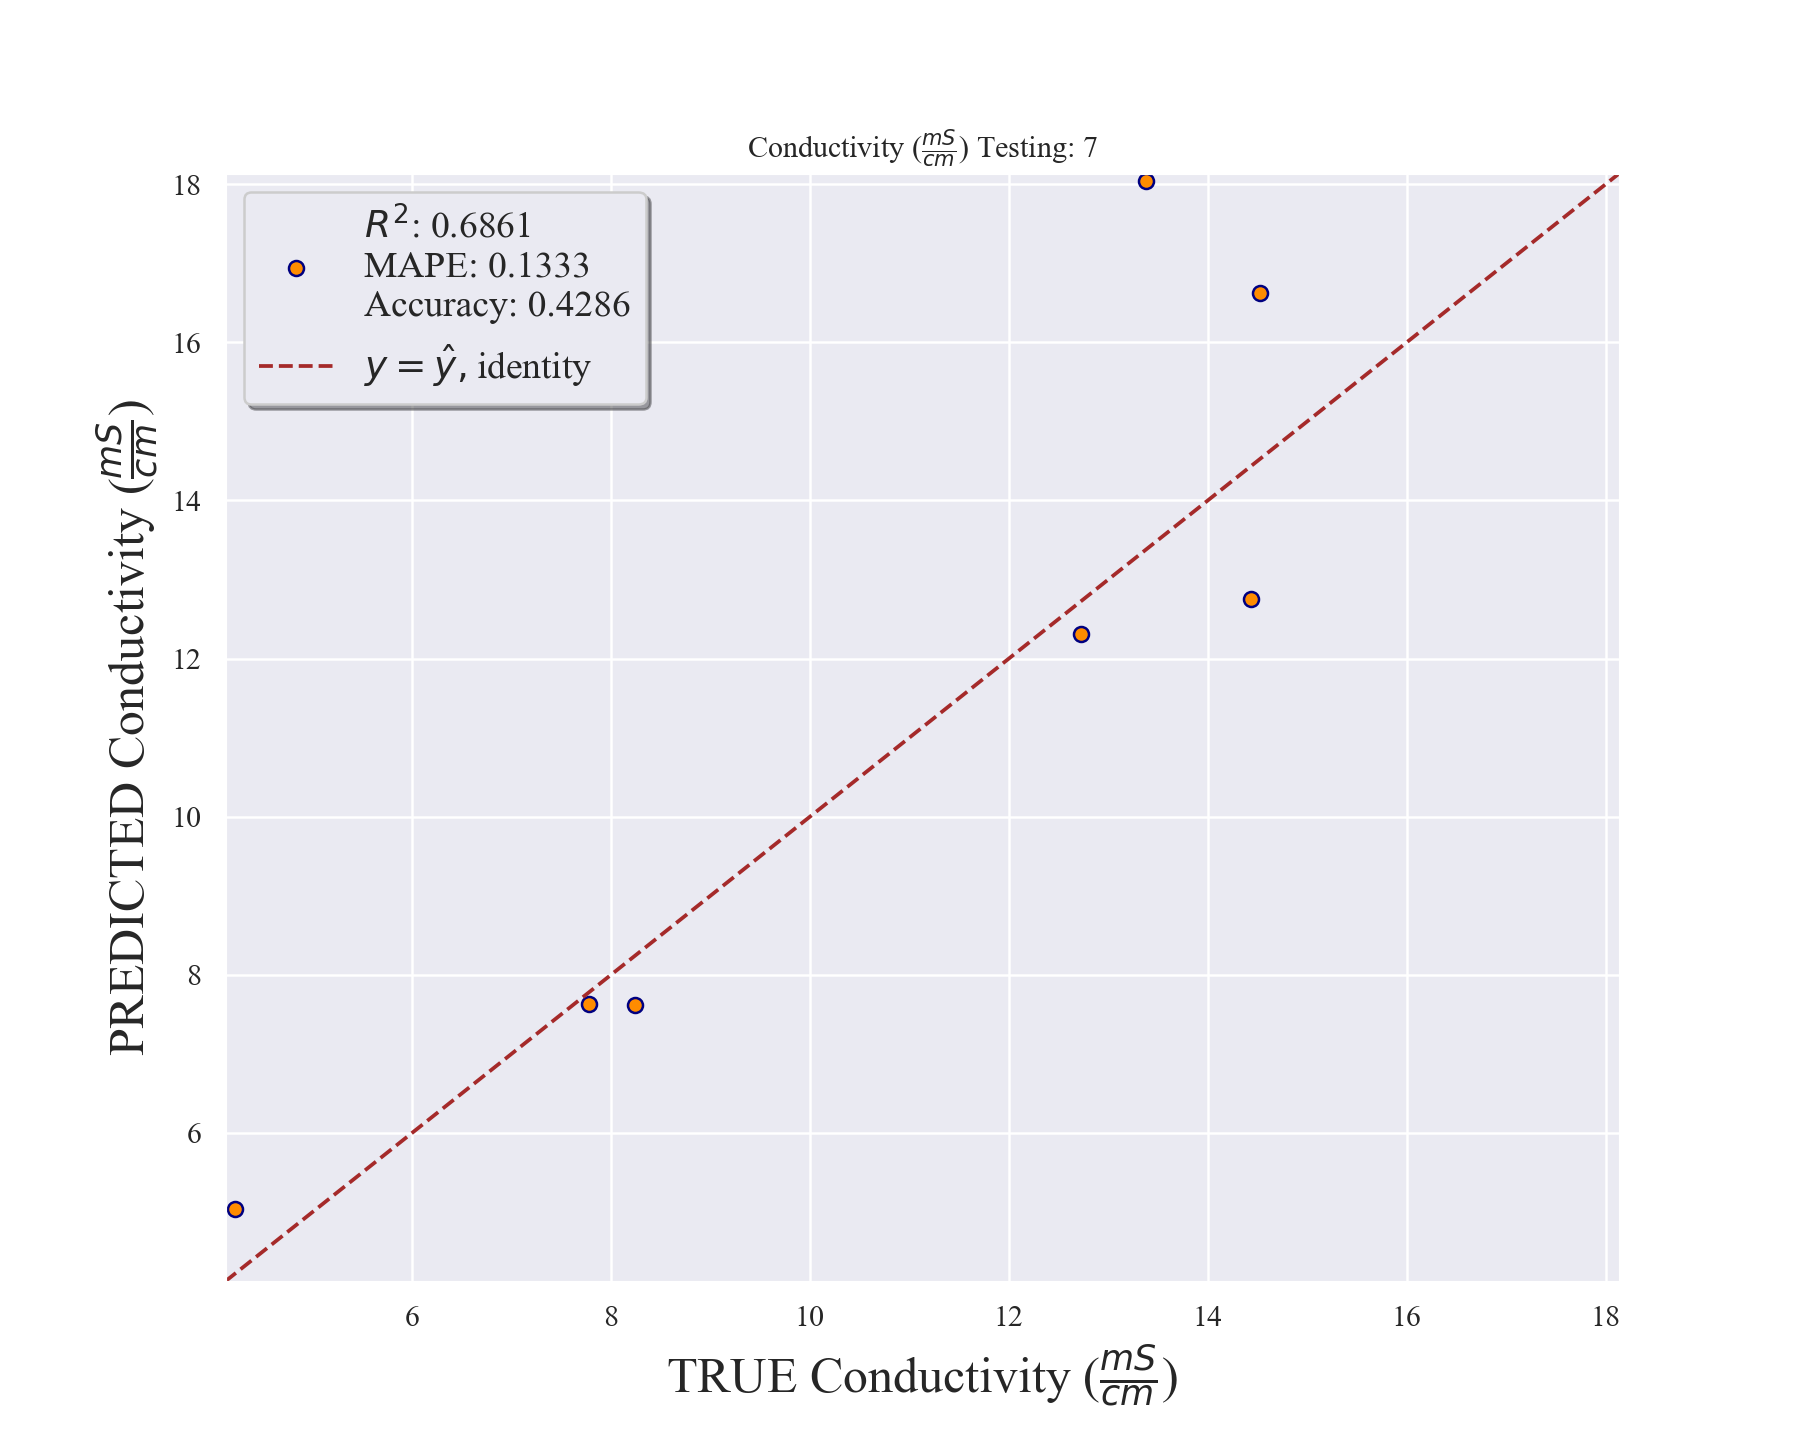 Conductivity (mS/cm) Testing: 7
R²: 0.6861
MAPE: 0.1333
Accuracy: 0.4286
y = ŷ, identity
PREDICTED Conductivity (mS/cm)
18
16
14
12
10
8
6
6 8 10 12 14 16 18
TRUE Conductivity (mS/cm)